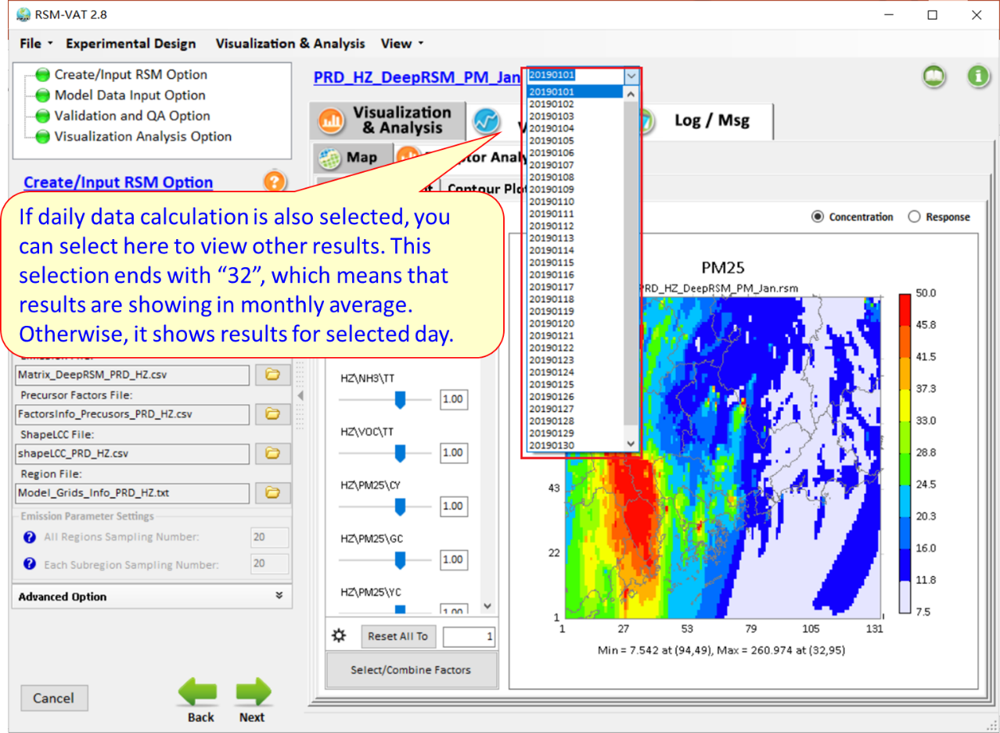 RSM-VAT 2.8
File Experimental Design Visualization & Analysis View
Create/Input RSM Option
Model Data Input Option
Validation and QA Option
Visualization Analysis Option
Create/Input RSM Option
If daily data calculation is also selected, you
can select here to view other results. This
selection ends with “32”, which means that
results are showing in monthly average.
Otherwise, it shows results for selected day.
Matrix_DeepRSM_PRD_HZ.csv
Precursor Factors File:
FactorsInfo_Precusors_PRD_HZ.csv
ShapeLCC File:
shapeLCC_PRD_HZ.csv
Region File:
Model_Grids_Info_PRD_HZ.txt
Emission Parameter Settings
All Regions Sampling Number: 20
Each Subregion Sampling Number: 20
Advanced Option
Cancel
Back
Next
PRD_HZ_DeepRSM_PM_Jan
20190101
20190101
20190102
20190103
20190104
20190105
20190106
20190107
20190108
20190109
20190110
20190111
20190112
20190113
20190114
20190115
20190116
20190117
20190118
20190119
20190120
20190121
20190122
20190123
20190124
20190125
20190126
20190127
20190128
20190129
20190130
Visualization
& Analysis
Log / Msg
Map
Contour Plot
Concentration
Response
HZ\NH3\TT
1.00
HZ\VOC\TT
1.00
HZ\PM25\CY
1.00
HZ\PM25\GC
1.00
HZ\PM25\YC
1.00
Reset All To 1
Select/Combine Factors
PM25
PRD_HZ_DeepRSM_PM_Jan.rsm
43
22
1
1 27 53 79 105 131
Min = 7.542 at (94,49), Max = 260.974 at (32,95)
50.0
45.8
41.5
37.3
33.0
28.8
24.5
20.3
16.0
11.8
7.5